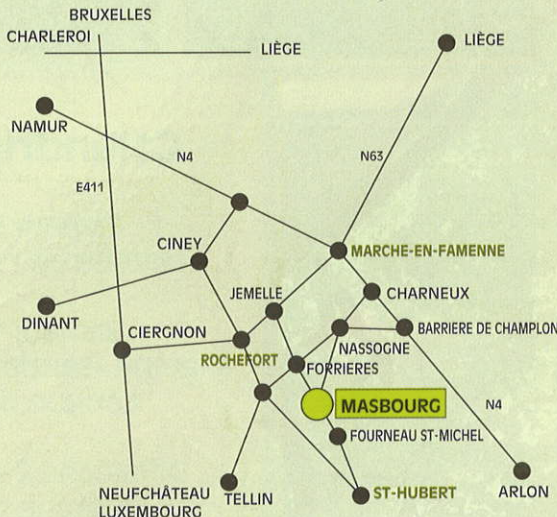 BRUXELLES
CHARLEROI
LIÈGE
LIÈGE
NAMUR
N4
N63
E411
CINEY
MARCHE-EN-FAMENNE
JEMELLE
CHARNEUX
DINANT
CIERGNON
BARRIERE DE CHAMPLON
ROCHEFORT
NASSOGNE
FORRIERES
MASBOURG
N4
FOURNEAU ST-MICHEL
NEUFCHÂTEAU
LUXEMBOURG
TELLIN
ST-HUBERT
ARLON